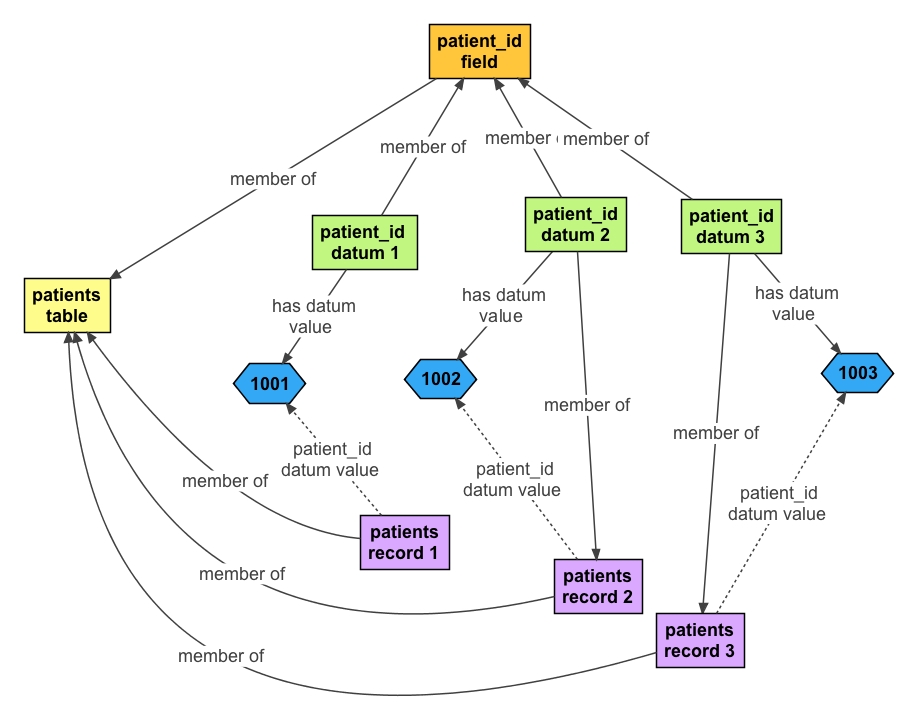 patient_id
field
member of
member
member of
member of
patient_id
datum 1
patient_id
datum 2
patient_id
datum 3
patients
table
has datum
value
has datum
value
has datum
value
1001
1002
1003
member of
member of
patient_id
datum value
member of
patient_id
datum value
patient_id
datum value
patients
record 1
member of
patients
record 2
patients
record 3
member of